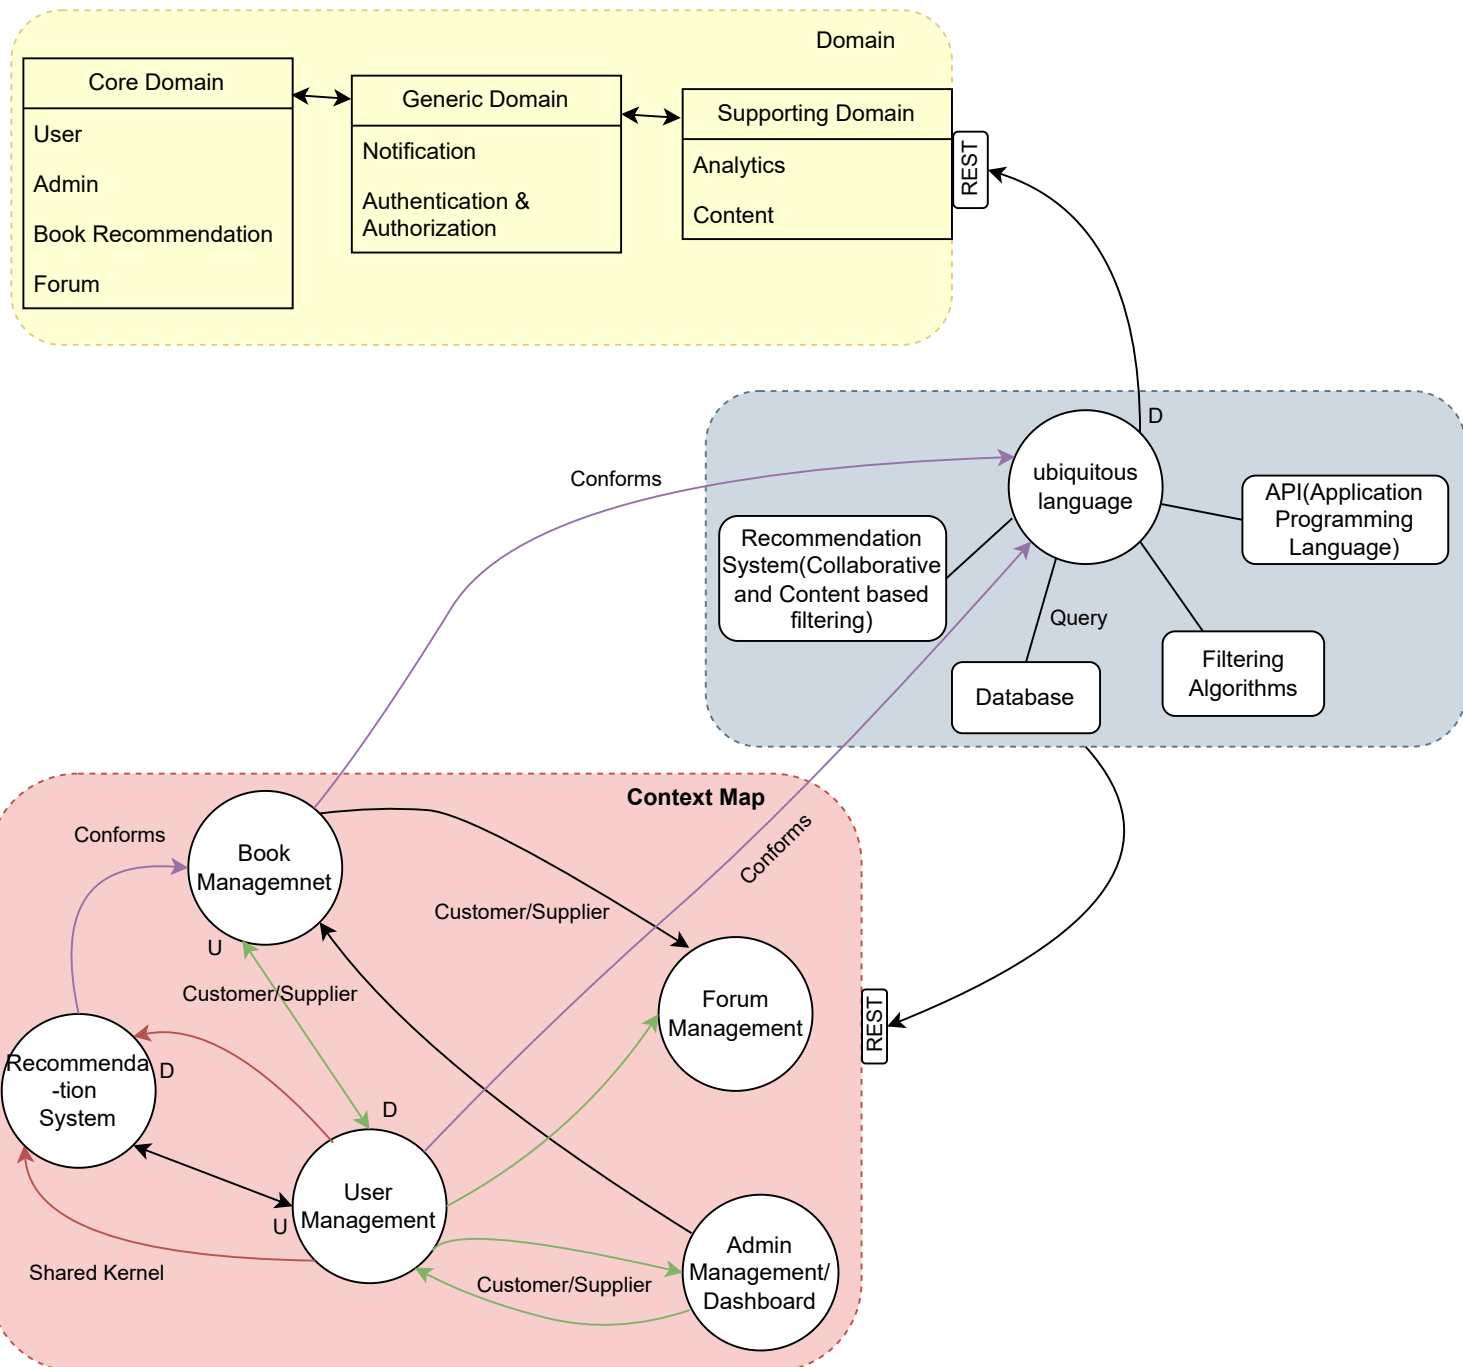 Domain
Core Domain
User
Admin
Book Recommendation
Forum
Generic Domain
Notification
Authentication &
Authorization
Supporting Domain
Analytics
Content
REST
D
ubiquitous
language
API(Application
Programming
Language)
Recommendation
System(Collaborative
and Content based
filtering)
Query
Database
Filtering
Algorithms
Conforms
Conforms
Context Map
Conforms
Book
Managemnet
Customer/Supplier
U
Customer/Supplier
Forum
Management
REST
Recommenda
-tion
System
D
D
User
Management
U
Shared Kernel
Customer/Supplier
Admin
Management/
Dashboard